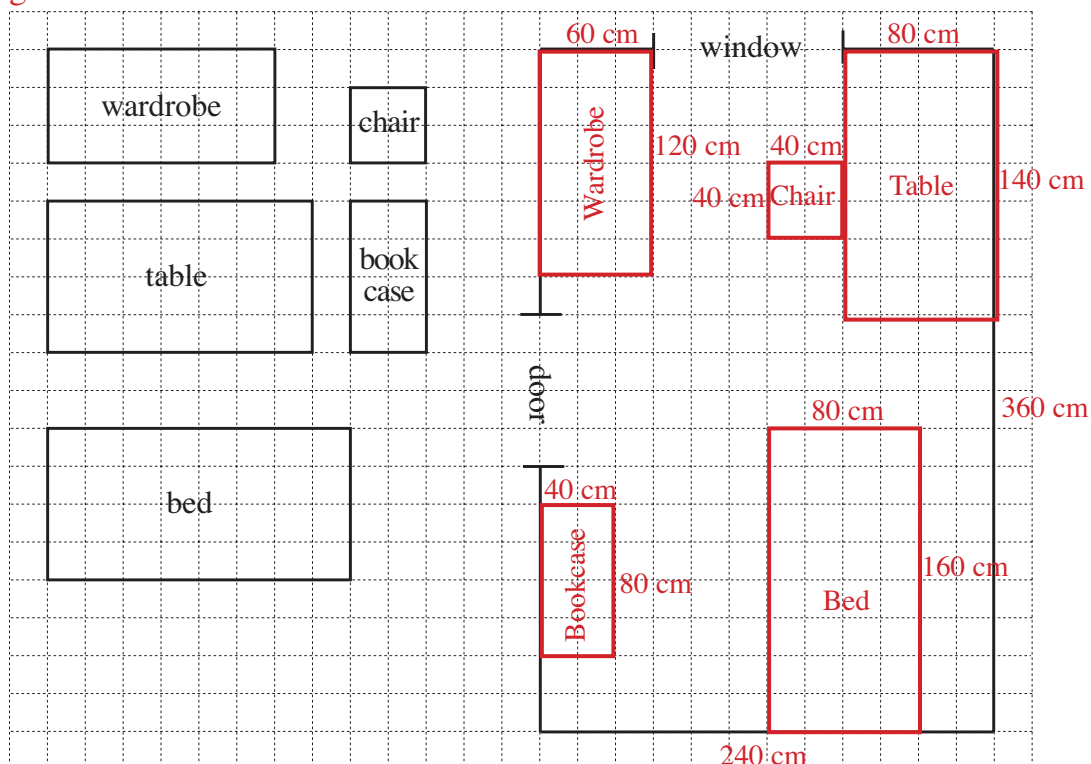 60 cm
window
80 cm
wardrobe
chair
Wardrobe
120 cm
40 cm
40 cm
Chair
Table
140 cm
table
book
case
door
80 cm
360 cm
bed
40 cm
Bookcase
80 cm
Bed
160 cm
240 cm